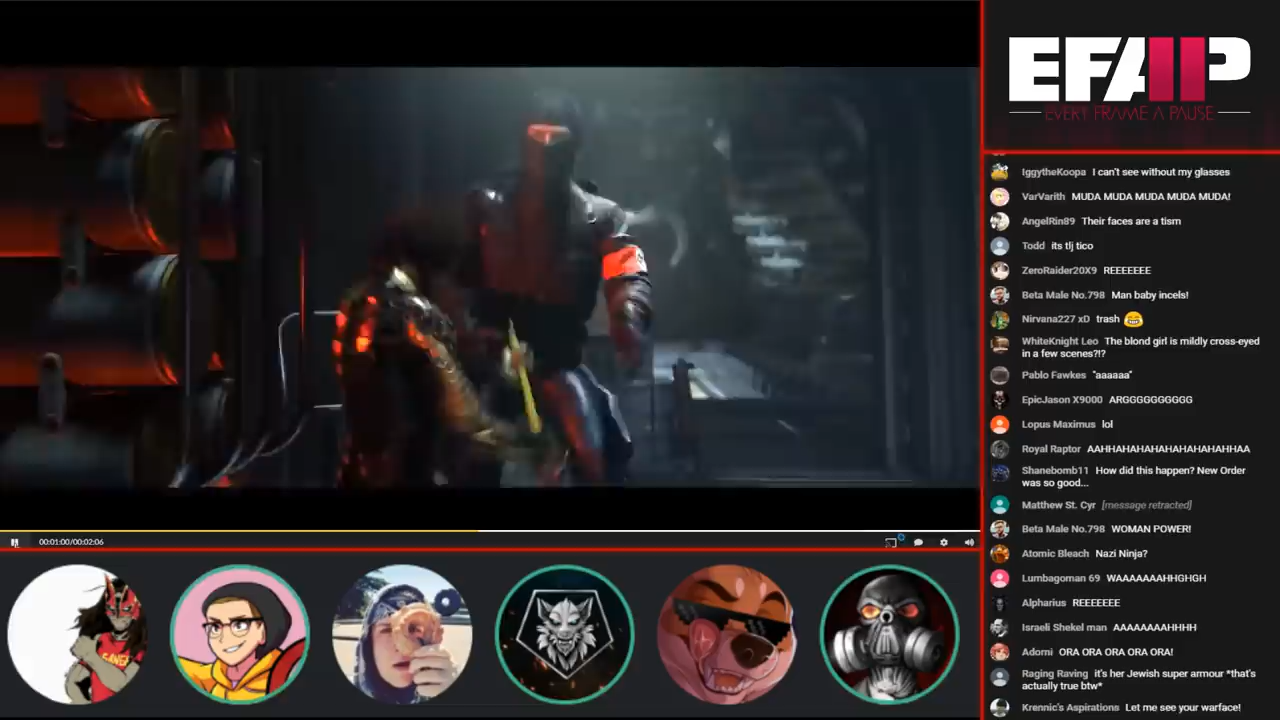 EFAP
EVERY FRAME A PAUSE
IggytheKoopa I can't see without my glasses
VarVarith MUDA MUDA MUDA MUDA MUDA!
AngelRin89 Their faces are a tism
Todd its tlj tico
ZeroRaider20X9 REEEEEEE
Beta Male No.798 Man baby incels!
Nirvana227 xD trash 😂
WhiteKnight Leo The blond girl is mildly cross-eyed
in a few scenes?!?
Pablo Fawkes "aaaaaa"
EpicJason X9000 ARGGGGGGGGGG
Lopus Maximus lol
Royal Raptor AAHHAHAHAHAHAHAHAHHAA
Shanebomb11 How did this happen? New Order
was so good...
Matthew St. Cyr [message retracted]
Beta Male No.798 WOMAN POWER!
Atomic Bleach Nazi Ninja?
Lumbagoman 69 WAAAAAAAHHGHGH
Alpharius REEEEEEE
Israeli Shekel man AAAAAAAAHHHH
Adorni ORA ORA ORA ORA ORA!
Raging Raving it's her Jewish super armour *that's
actually true btw*
Krennic's Aspirations Let me see your warface!
00:01:00/00:02:06